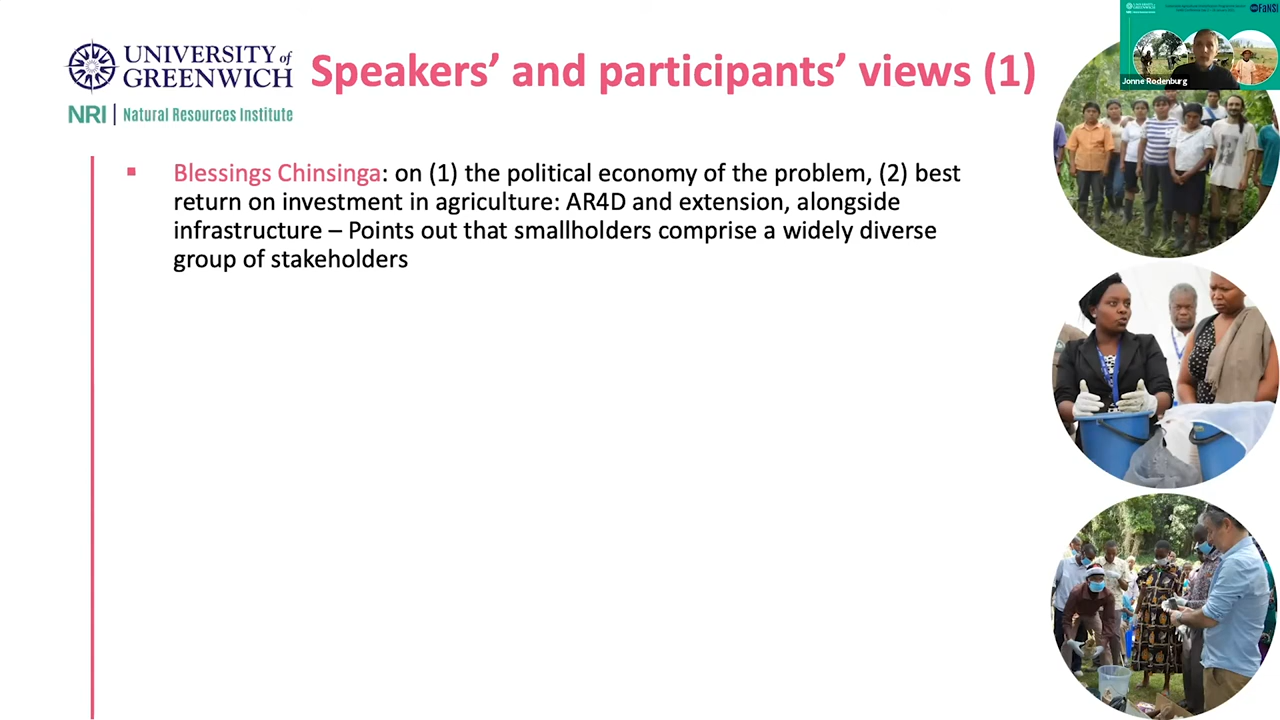 UNIVERSITY of
GREENWICH
NRI | Natural Resources Institute
Speakers’ and participants’ views (1)
▪ Blessings Chinsinga: on (1) the political economy of the problem, (2) best
return on investment in agriculture: AR4D and extension, alongside
infrastructure – Points out that smallholders comprise a widely diverse
group of stakeholders
FaNSI
Jonne Rodenburg